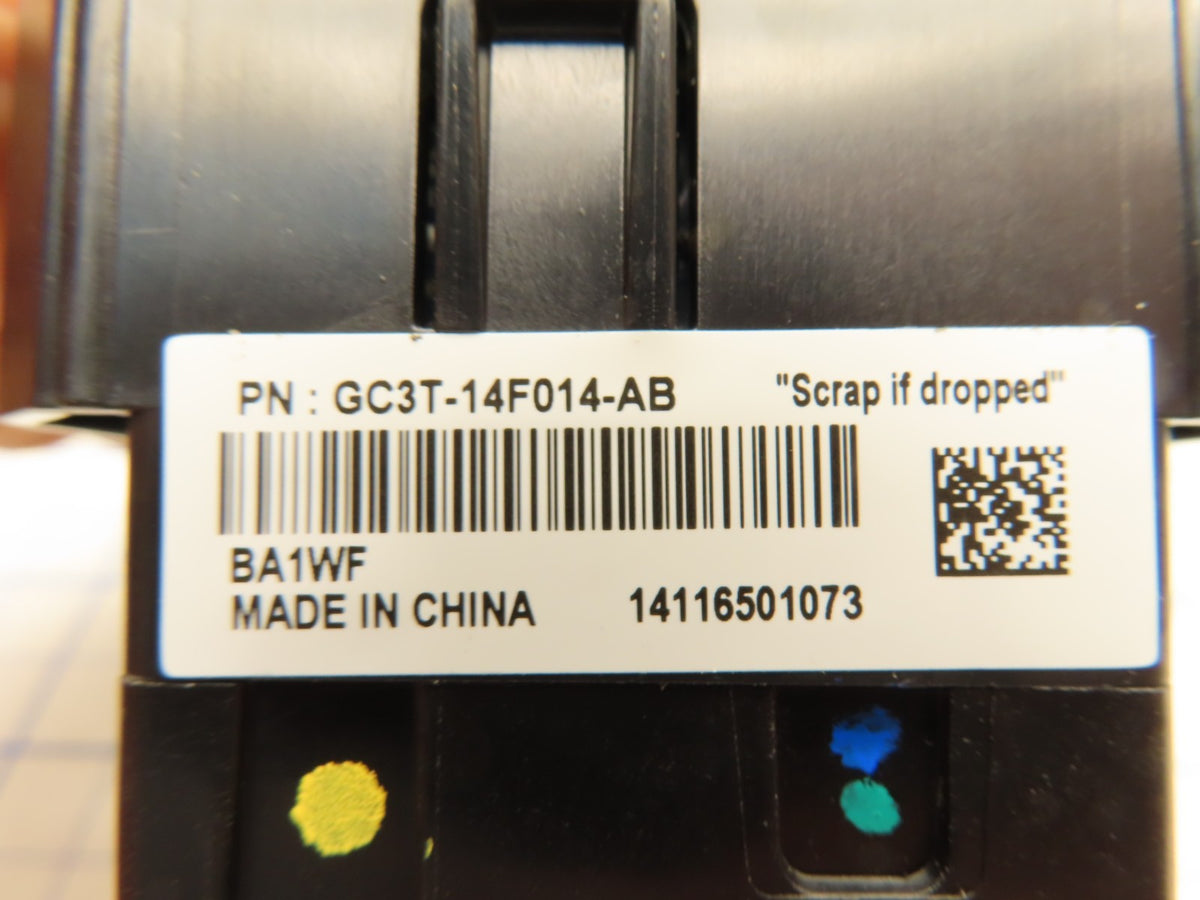 PN : GC3T-14F014-AB "Scrap if dropped"
BA1WF
MADE IN CHINA 14116501073